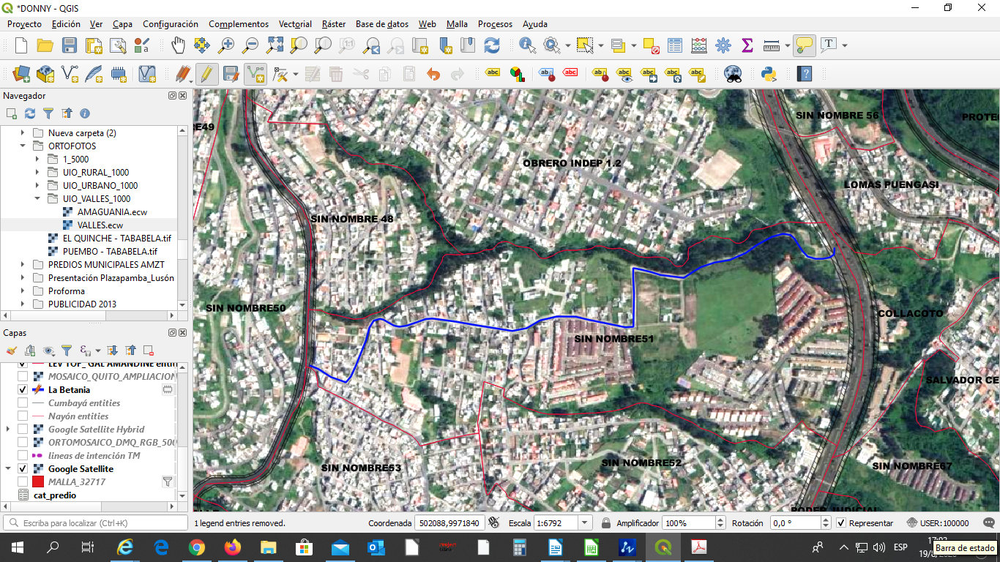 *DONNY - QGIS
Proyecto Edición Ver Capa Configuración Complementos Vectorial Ráster Base de datos Web Malla Procesos Ayuda
Navegador
Nueva carpeta (2)
ORTOFOTOS
1_5000
UIO_RURAL_1000
UIO_URBANO_1000
UIO_VALLES_1000
AMAGUANIA.ecw
VALLES.ecw
EL QUINCHE - TABABELA.tif
PUEMBO - TABABELA.tif
PREDIOS MUNICIPALES AMZT
Presentación Plazapamba_Lusón
Proforma
PUBLICIDAD 2013
Capas
LEV TOP_ GAL AMANDINE entiti
MOSAICO_QUITO_AMPLIACION
La Betania
Cumbayá entities
Nayón entities
Google Satellite Hybrid
ORTOMOSAICO_DMQ_RGB_500
lineas de intención TM
Google Satellite
MALLA_32717
cat_predio
RE49
SIN NOMBRE 56
PROTE
OBRERO INDEP 1.2
LOMAS PUENGASI
SIN NOMBRE 48
SIN NOMBRE50
COLLACOTO
SIN NOMBRE51
SALVADOR CE
SIN NOMBRE53
SIN NOMBRE52
SIN NOMBRE67
PODER JUDICIAL
Escriba para localizar (Ctrl+K)
1 legend entries removed.
Coordenada 502088,9971840
Escala 1:6792
Amplificador 100%
Rotación 0,0 °
Representar
USER:100000
ESP
Barra de estado